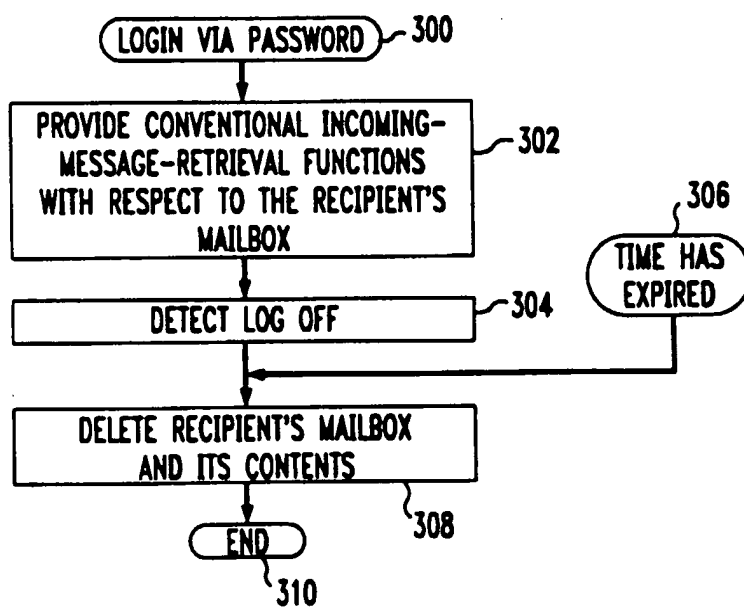 LOGIN VIA PASSWORD
300
PROVIDE CONVENTIONAL INCOMING-
MESSAGE-RETRIEVAL FUNCTIONS
WITH RESPECT TO THE RECIPIENT'S
MAILBOX
302
306
TIME HAS
EXPIRED
DETECT LOG OFF
304
DELETE RECIPIENT'S MAILBOX
AND ITS CONTENTS
308
END
310